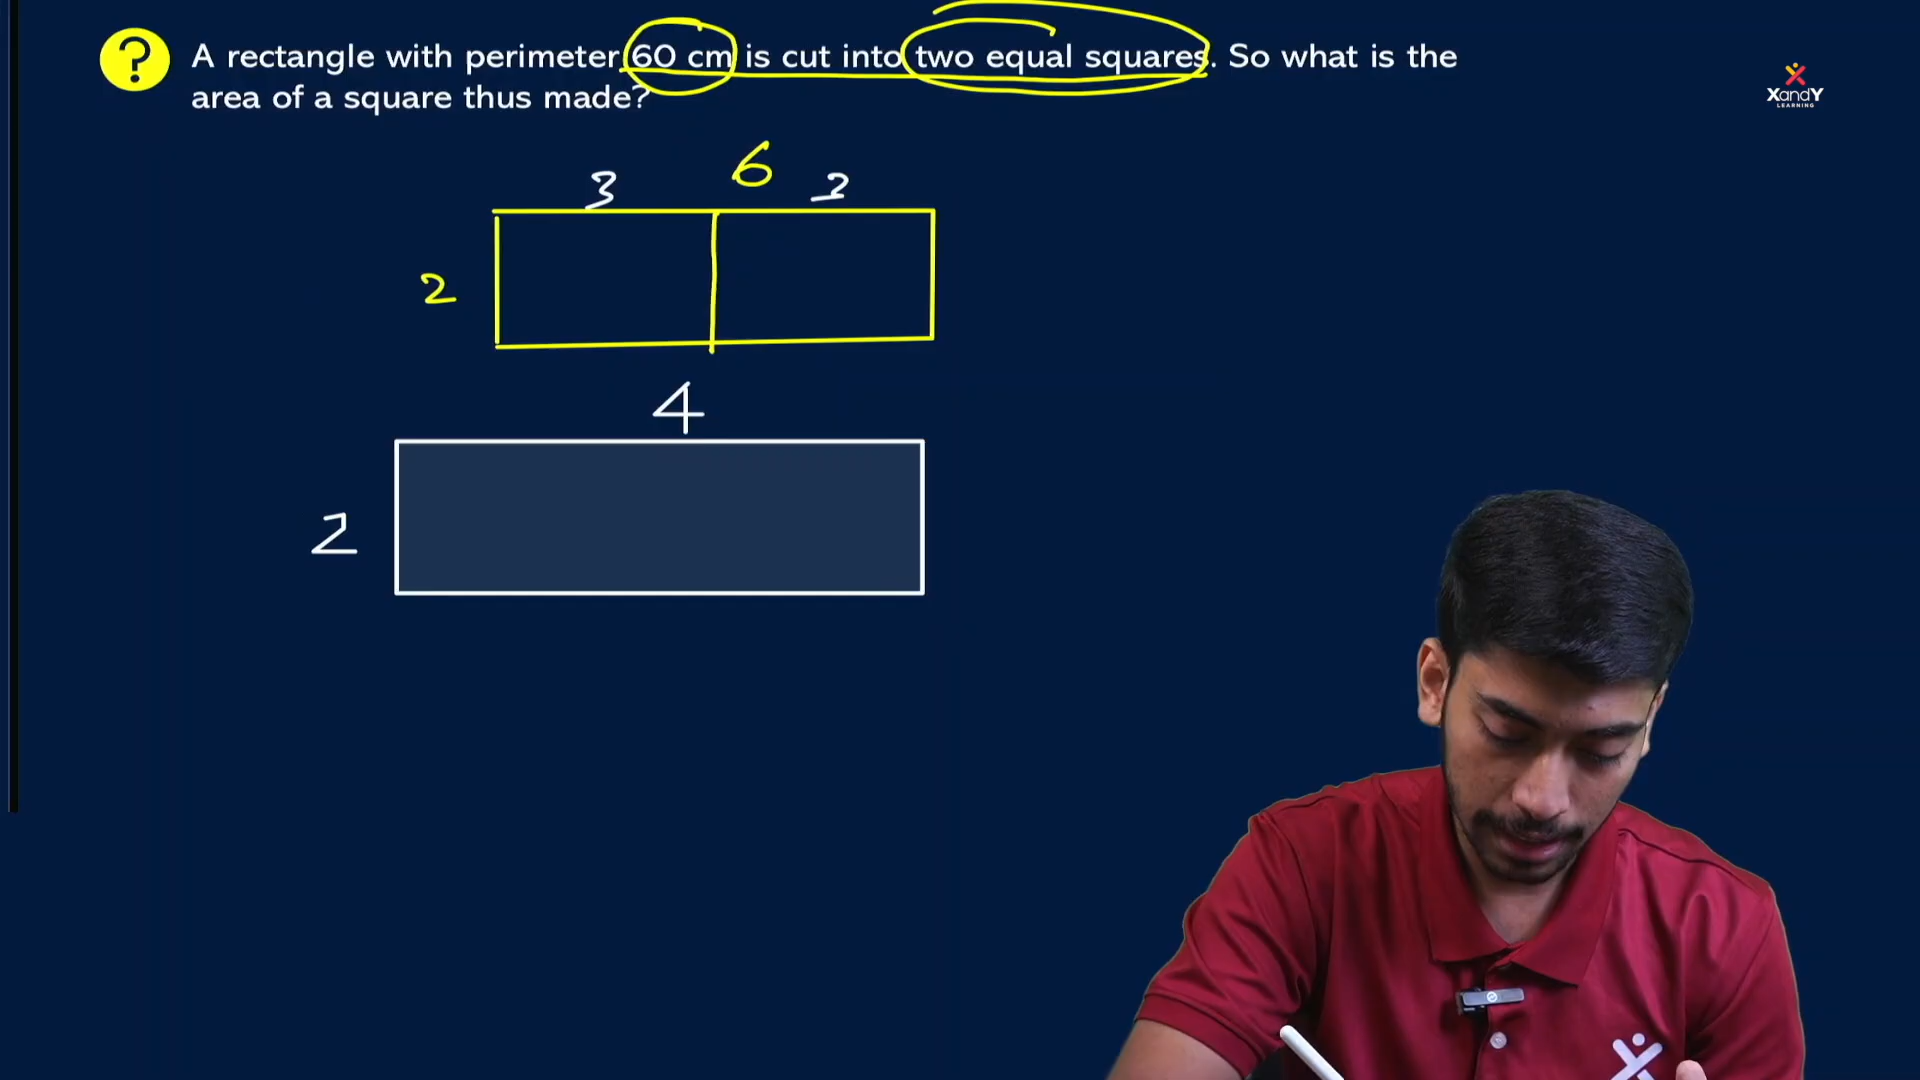 ?
A rectangle with perimeter 60 cm is cut into two equal squares. So what is the
area of a square thus made?
XandY
LEARNING
6
3 3
2
4
2